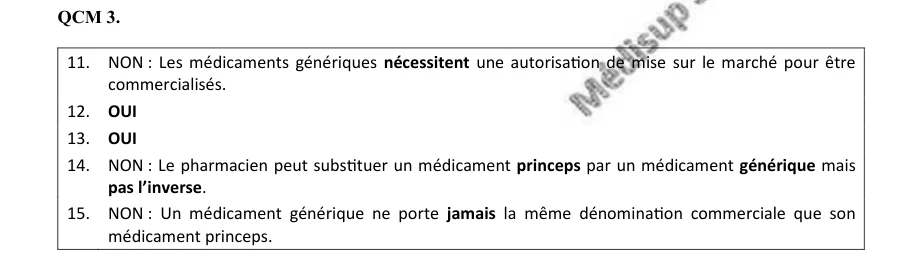 QCM 3.
11. NON : Les médicaments génériques nécessitent une autorisation de mise sur le marché pour être
commercialisés.
12. OUI
13. OUI
14. NON : Le pharmacien peut substituer un médicament princeps par un médicament générique mais
pas l’inverse.
15. NON : Un médicament générique ne porte jamais la même dénomination commerciale que son
médicament princeps.
Médisup